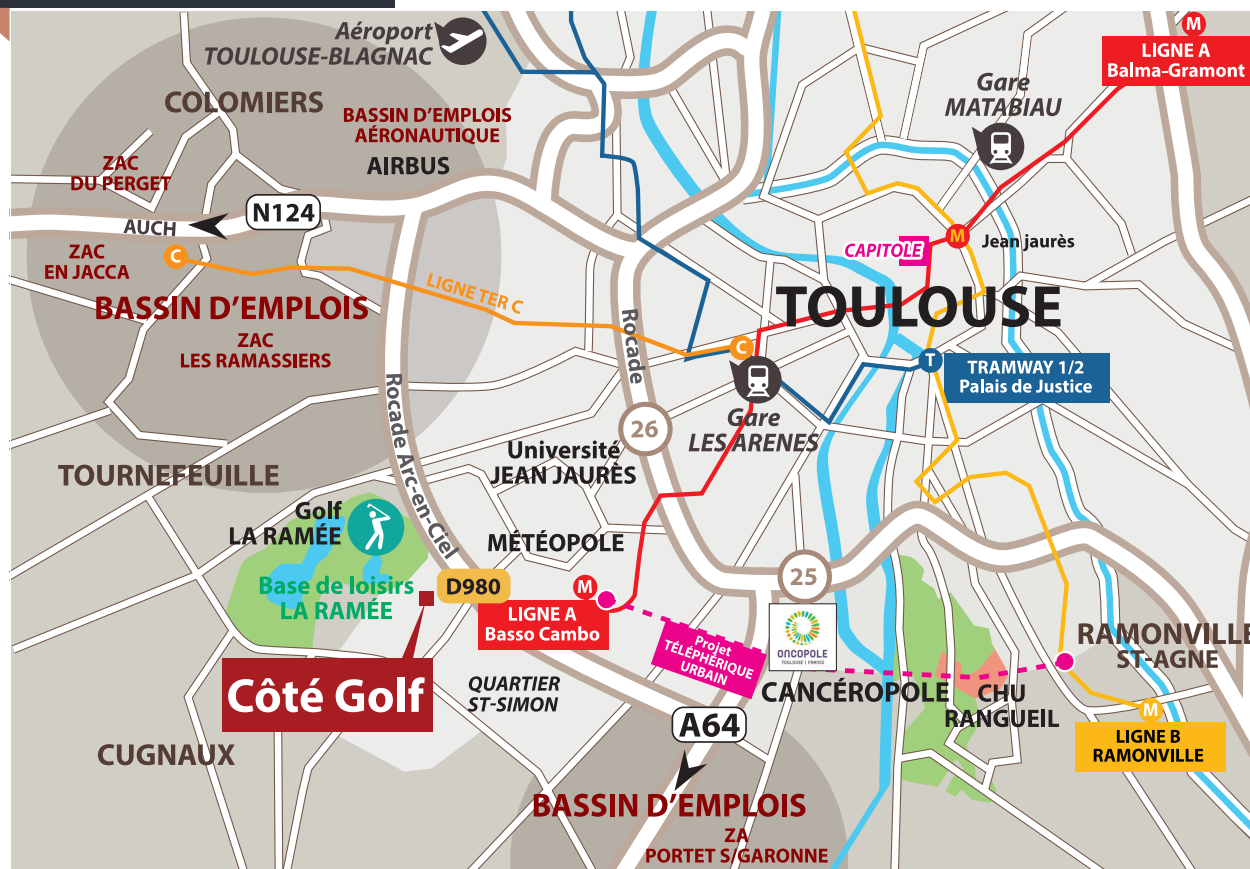 Aéroport
TOULOUSE-BLAGNAC
M
LIGNE A
Balma-Gramont
Gare
MATABIAU
COLOMIERS
BASSIN D'EMPLOIS
AÉRONAUTIQUE
AIRBUS
ZAC
DU PERGET
N124
AUCH
ZAC
EN JACCA
C
M
Jean jaurès
CAPITOLE
LIGNE TER C
BASSIN D'EMPLOIS
TOULOUSE
ZAC
LES RAMASSIERS
Rocade
C
T
TRAMWAY 1/2
Palais de Justice
Rocade Arc-en-Ciel
Gare
LES ARENES
26
Université
JEAN JAURÈS
TOURNEFEUILLE
Golf
LA RAMÉE
MÉTÉOPOLE
Base de loisirs
LA RAMÉE
D980
M
LIGNE A
Basso Cambo
25
ONCOPOLE
TOULOUSE | FRANCE
Projet
TÉLÉPHÉRIQUE
URBAIN
RAMONVILLE
ST-AGNE
Côté Golf
QUARTIER
ST-SIMON
CANCÉROPOLE
CHU
RANGUEIL
M
LIGNE B
RAMONVILLE
A64
CUGNAUX
BASSIN D'EMPLOIS
ZA
PORTET S/GARONNE